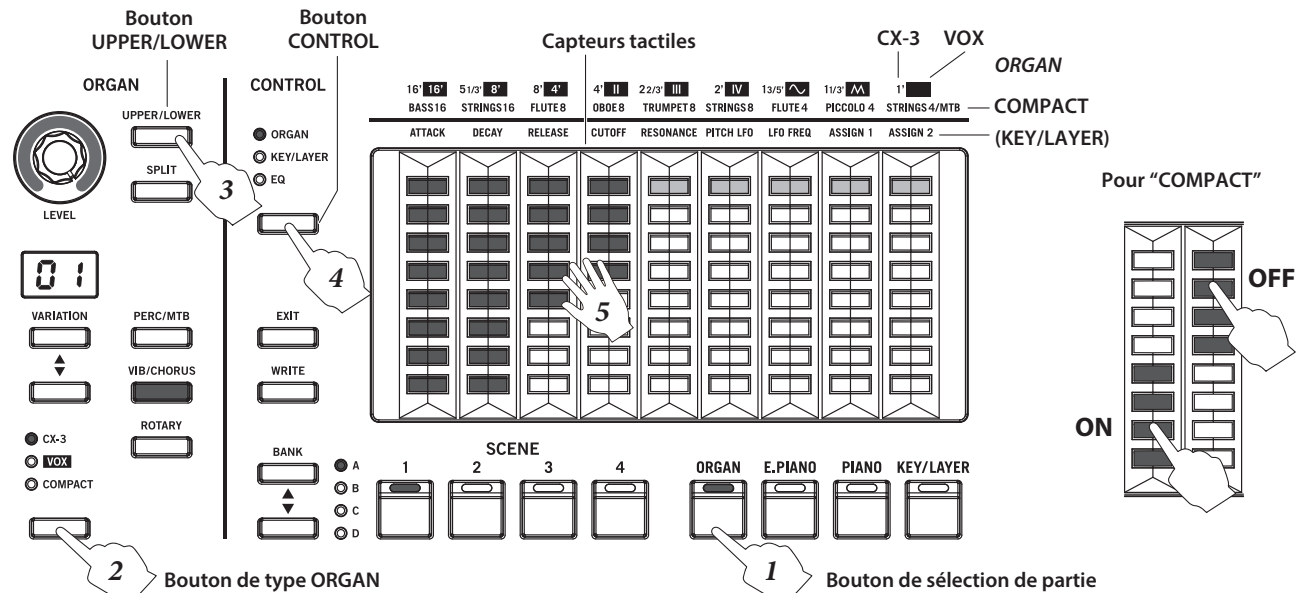 Bouton
UPPER/LOWER
Bouton
CONTROL
Capteurs tactiles
CX-3 VOX
ORGAN
COMPACT
(KEY/LAYER)
ORGAN
CONTROL
16' 16' 5 1/3' 8' 8' 4' 4' II 2 2/3' III 2' IV 1 3/5' 1 1/3' 1'
BASS16 STRINGS16 FLUTE8 OBOE8 TRUMPET8 STRINGS8 FLUTE4 PICCOLO 4 STRINGS4/MTB
ATTACK DECAY RELEASE CUTOFF RESONANCE PITCH LFO LFO FREQ ASSIGN 1 ASSIGN 2
UPPER/LOWER
SPLIT
LEVEL
3
ORGAN
KEY/LAYER
EQ
4
5
01
VARIATION
PERC/MTB
VIB/CHORUS
ROTARY
CX-3
VOX
COMPACT
EXIT
WRITE
BANK
A
B
C
D
SCENE
1 2 3 4
ORGAN E.PIANO PIANO KEY/LAYER
2
Bouton de type ORGAN
1
Bouton de sélection de partie
Pour “COMPACT”
OFF
ON